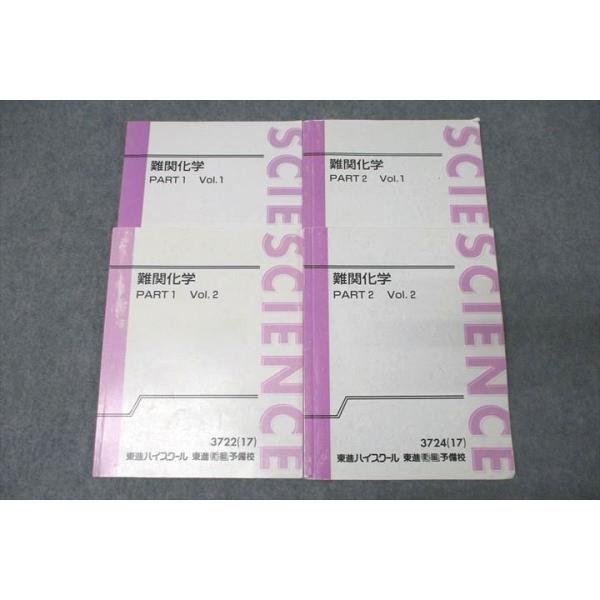 難関化学
PART 1 Vol.1
SCIE
難関化学
PART 2 Vol.1
SCIE
難関化学
PART 1 Vol.2
SCIENCE
3722(17)
東進ハイスクール 東進衛星予備校
難関化学
PART 2 Vol.2
SCIENCE
3724(17)
東進ハイスクール 東進衛星予備校